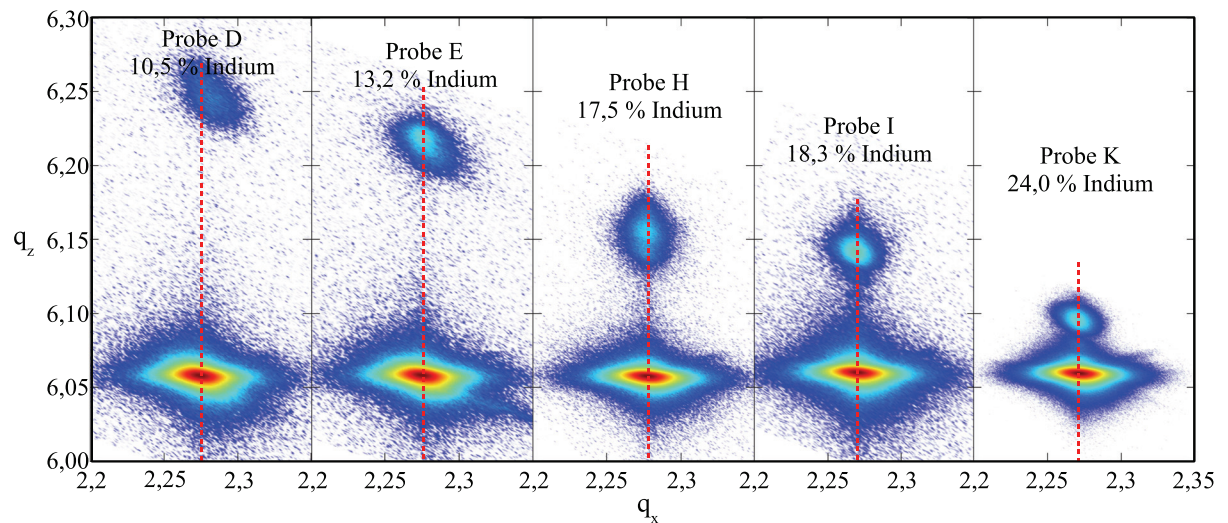 6,30
6,25
6,20
6,15
6,10
6,05
6,00
q_z
Probe D
10,5 % Indium
Probe E
13,2 % Indium
Probe H
17,5 % Indium
Probe I
18,3 % Indium
Probe K
24,0 % Indium
2,2 2,25 2,3 2,2 2,25 2,3 2,2 2,25 2,3 2,2 2,25 2,3 2,2 2,25 2,3 2,35
q_x